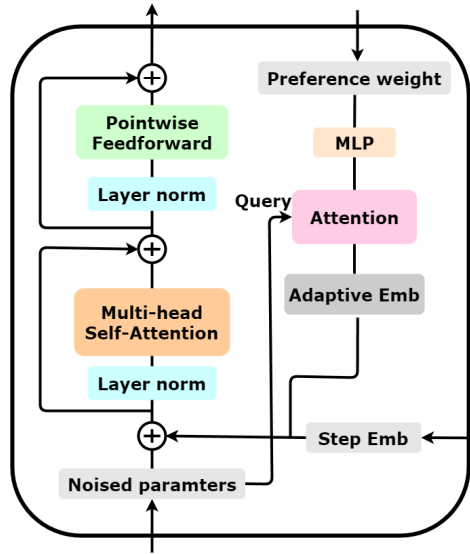 Preference weight
Pointwise
Feedforward
MLP
Layer norm
Query
Attention
Adaptive Emb
Multi-head
Self-Attention
Layer norm
Step Emb
Noised paramters